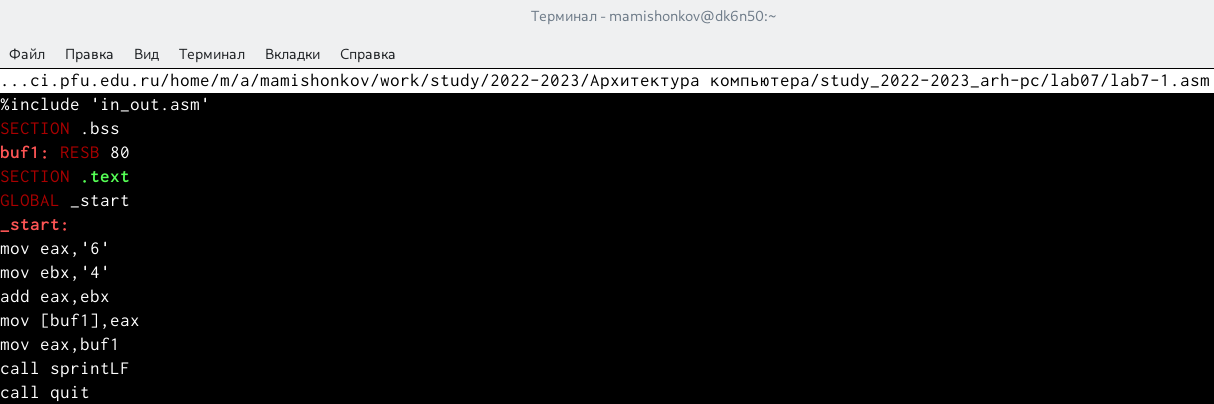 Терминал - mamishonkov@dk6n50:~
Файл Правка Вид Терминал Вкладки Справка
...ci.pfu.edu.ru/home/m/a/mamishonkov/work/study/2022-2023/Архитектура компьютера/study_2022-2023_arh-pc/lab07/lab7-1.asm
%include 'in_out.asm'
SECTION .bss
buf1: RESB 80
SECTION .text
GLOBAL _start
_start:
mov eax,'6'
mov ebx,'4'
add eax,ebx
mov [buf1],eax
mov eax,buf1
call sprintLF
call quit